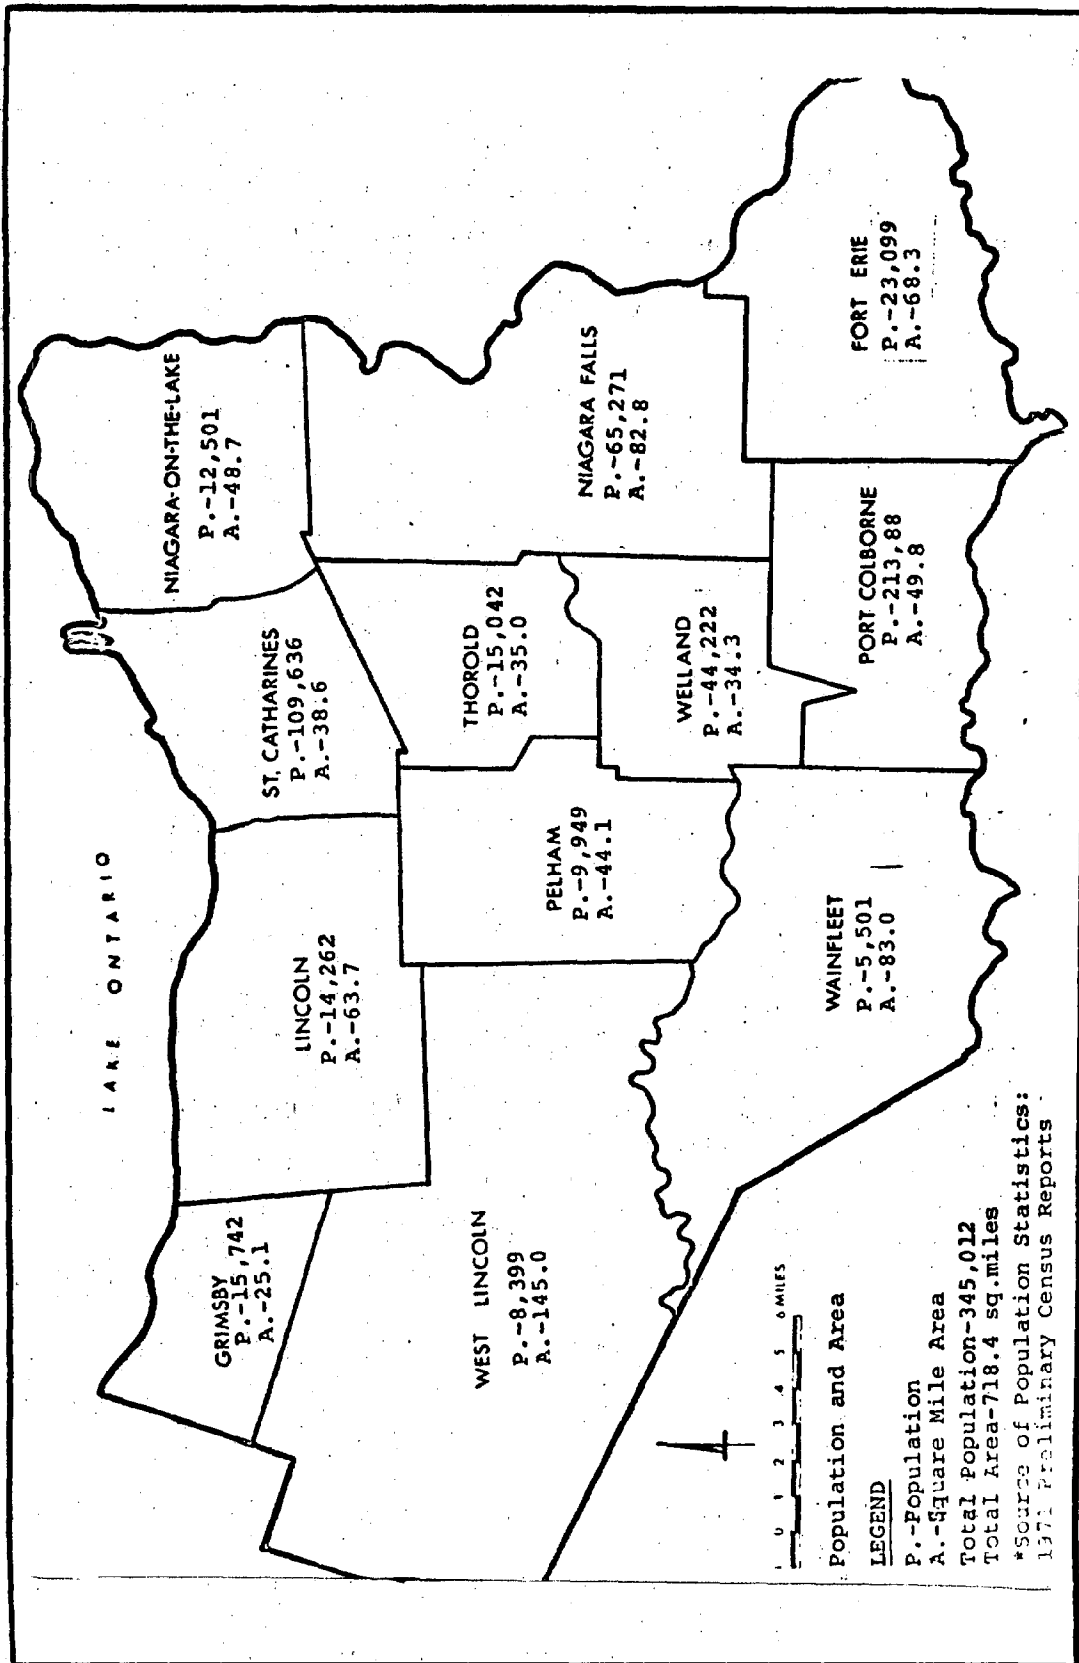 LAKE ONTARIO
NIAGARA-ON-THE-LAKE
P.-12,501
A.-48.7
GRIMSBY
P.-15,742
A.-25.1
LINCOLN
P.-14,262
A.-63.7
ST. CATHARINES
P.-109,636
A.-38.6
THOROLD
P.-15,042
A.-35.0
NIAGARA FALLS
P.-65,271
A.-82.8
WEST LINCOLN
P.-8,399
A.-145.0
PELHAM
P.-9,949
A.-44.1
WELLAND
P.-44,222
A.-34.3
WAINFLEET
P.-5,501
A.-83.0
PORT COLBORNE
P.-213,88
A.-49.8
FORT ERIE
P.-23,099
A.-68.3
1 0 1 2 3 4 5 6 MILES
Population and Area
LEGEND
P.-Population
A.-Square Mile Area
Total Population-345,012
Total Area-718.4 sq.miles
*Source of Population Statistics:
1971 Preliminary Census Reports